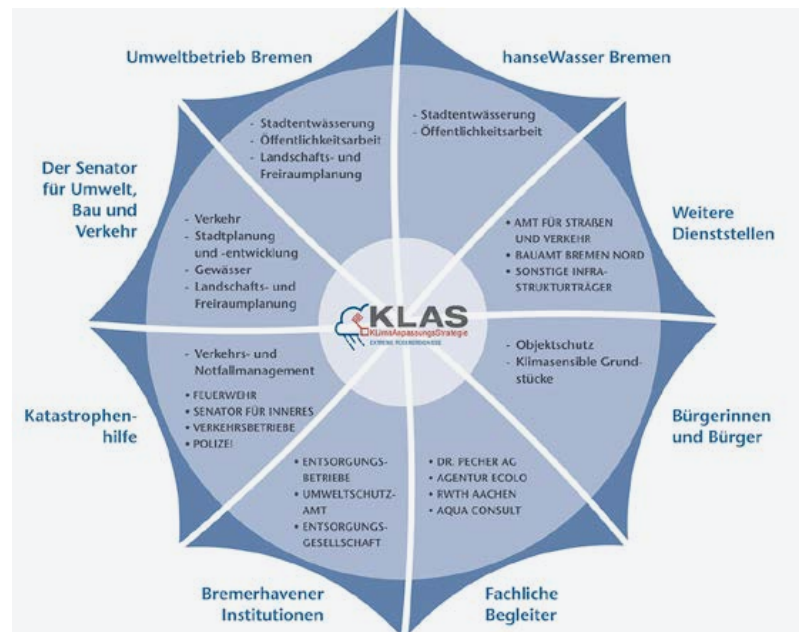 Umweltbetrieb Bremen
hanseWasser Bremen
- Stadtentwässerung
- Öffentlichkeitsarbeit
- Landschafts- und
Freiraumplanung
- Stadtentwässerung
- Öffentlichkeitsarbeit
Der Senator
für Umwelt,
Bau und
Verkehr
- Verkehr
- Stadtplanung
und -entwicklung
- Gewässer
- Landschafts- und
Freiraumplanung
• AMT FÜR STRAßEN
UND VERKEHR
• BAUAMT BREMEN NORD
• SONSTIGE INFRA-
STRUKTURTRÄGER
Weitere
Dienststellen
KLAS
KlimaAnpassungsStrategie
EXTREME REGENEREIGNISSE
- Verkehrs- und
Notfallmanagement
• FEUERWEHR
• SENATOR FÜR INNERES
• VERKEHRSBETRIEBE
• POLIZEI
- Objektschutz
- Klimasensible Grund-
stücke
Katastrophen-
hilfe
Bürgerinnen
und Bürger
• ENTSORGUNGS-
BETRIEBE
• UMWELTSCHUTZ-
AMT
• ENTSORGUNGS-
GESELLSCHAFT
• DR. PECHER AG
• AGENTUR ECOLO
• RWTH AACHEN
• AQUA CONSULT
Bremerhavener
Institutionen
Fachliche
Begleiter